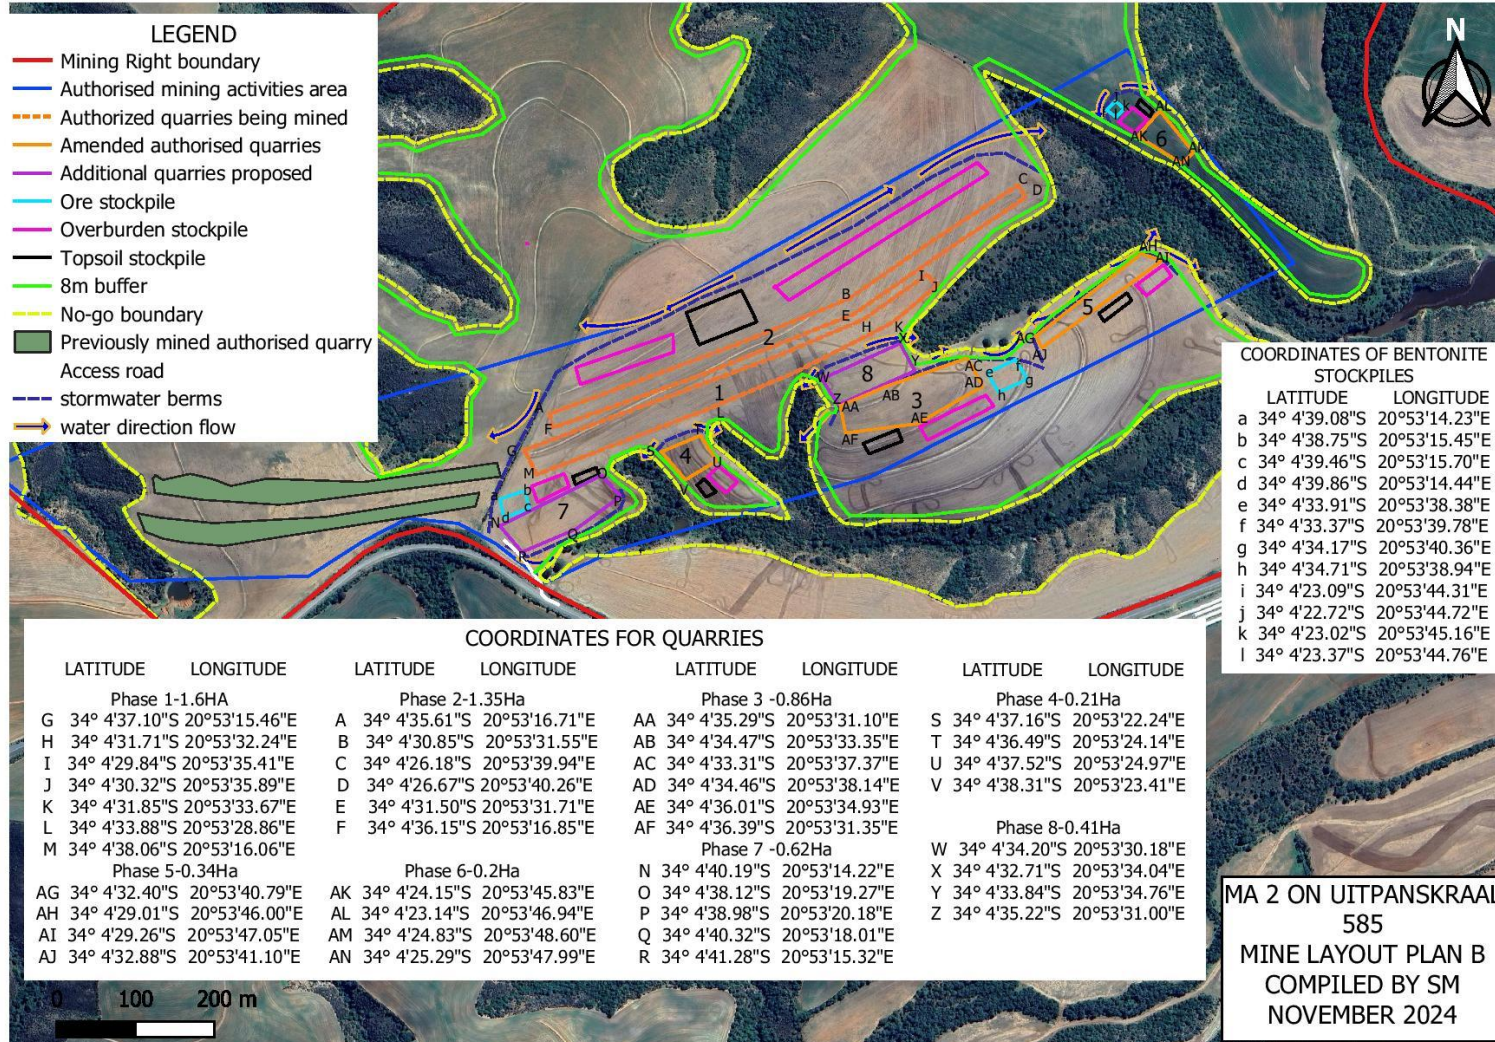 LEGEND
Mining Right boundary
Authorised mining activities area
Authorized quarries being mined
Amended authorised quarries
Additional quarries proposed
Ore stockpile
Overburden stockpile
Topsoil stockpile
8m buffer
No-go boundary
Previously mined authorised quarry
Access road
stormwater berms
water direction flow
N
AL
k
AK
6
AM
AN
C
D
AH
AI
I
J
B
E
5
H
K
2
X
AG
AJ
Y
W
8
AC
e
f
g
AD
h
1
AB
3
Z
AA
AE
AF
A
F
L
T
G
S
4
U
M
O
V
a
b
c
P
N
d
7
Q
R
COORDINATES OF BENTONITE
STOCKPILES
LATITUDE LONGITUDE
a 34° 4'39.08"S 20°53'14.23"E
b 34° 4'38.75"S 20°53'15.45"E
c 34° 4'39.46"S 20°53'15.70"E
d 34° 4'39.86"S 20°53'14.44"E
e 34° 4'33.91"S 20°53'38.38"E
f 34° 4'33.37"S 20°53'39.78"E
g 34° 4'34.17"S 20°53'40.36"E
h 34° 4'34.71"S 20°53'38.94"E
i 34° 4'23.09"S 20°53'44.31"E
j 34° 4'22.72"S 20°53'44.72"E
k 34° 4'23.02"S 20°53'45.16"E
l 34° 4'23.37"S 20°53'44.76"E
COORDINATES FOR QUARRIES
LATITUDE LONGITUDE LATITUDE LONGITUDE LATITUDE LONGITUDE LATITUDE LONGITUDE
Phase 1-1.6HA Phase 2-1.35Ha Phase 3 -0.86Ha Phase 4-0.21Ha
G 34° 4'37.10"S 20°53'15.46"E A 34° 4'35.61"S 20°53'16.71"E AA 34° 4'35.29"S 20°53'31.10"E S 34° 4'37.16"S 20°53'22.24"E
H 34° 4'31.71"S 20°53'32.24"E B 34° 4'30.85"S 20°53'31.55"E AB 34° 4'34.47"S 20°53'33.35"E T 34° 4'36.49"S 20°53'24.14"E
I 34° 4'29.84"S 20°53'35.41"E C 34° 4'26.18"S 20°53'39.94"E AC 34° 4'33.31"S 20°53'37.37"E U 34° 4'37.52"S 20°53'24.97"E
J 34° 4'30.32"S 20°53'35.89"E D 34° 4'26.67"S 20°53'40.26"E AD 34° 4'34.46"S 20°53'38.14"E V 34° 4'38.31"S 20°53'23.41"E
K 34° 4'31.85"S 20°53'33.67"E E 34° 4'31.50"S 20°53'31.71"E AE 34° 4'36.01"S 20°53'34.93"E
L 34° 4'33.88"S 20°53'28.86"E F 34° 4'36.15"S 20°53'16.85"E AF 34° 4'36.39"S 20°53'31.35"E Phase 8-0.41Ha
M 34° 4'38.06"S 20°53'16.06"E Phase 7 -0.62Ha W 34° 4'34.20"S 20°53'30.18"E
Phase 5-0.34Ha Phase 6-0.2Ha N 34° 4'40.19"S 20°53'14.22"E X 34° 4'32.71"S 20°53'34.04"E
AG 34° 4'32.40"S 20°53'40.79"E AK 34° 4'24.15"S 20°53'45.83"E O 34° 4'38.12"S 20°53'19.27"E Y 34° 4'33.84"S 20°53'34.76"E
AH 34° 4'29.01"S 20°53'46.00"E AL 34° 4'23.14"S 20°53'46.94"E P 34° 4'38.98"S 20°53'20.18"E Z 34° 4'35.22"S 20°53'31.00"E
AI 34° 4'29.26"S 20°53'47.05"E AM 34° 4'24.83"S 20°53'48.60"E Q 34° 4'40.32"S 20°53'18.01"E
AJ 34° 4'32.88"S 20°53'41.10"E AN 34° 4'25.29"S 20°53'47.99"E R 34° 4'41.28"S 20°53'15.32"E
0 100 200 m
MA 2 ON UITPANSKRAAL
585
MINE LAYOUT PLAN B
COMPILED BY SM
NOVEMBER 2024